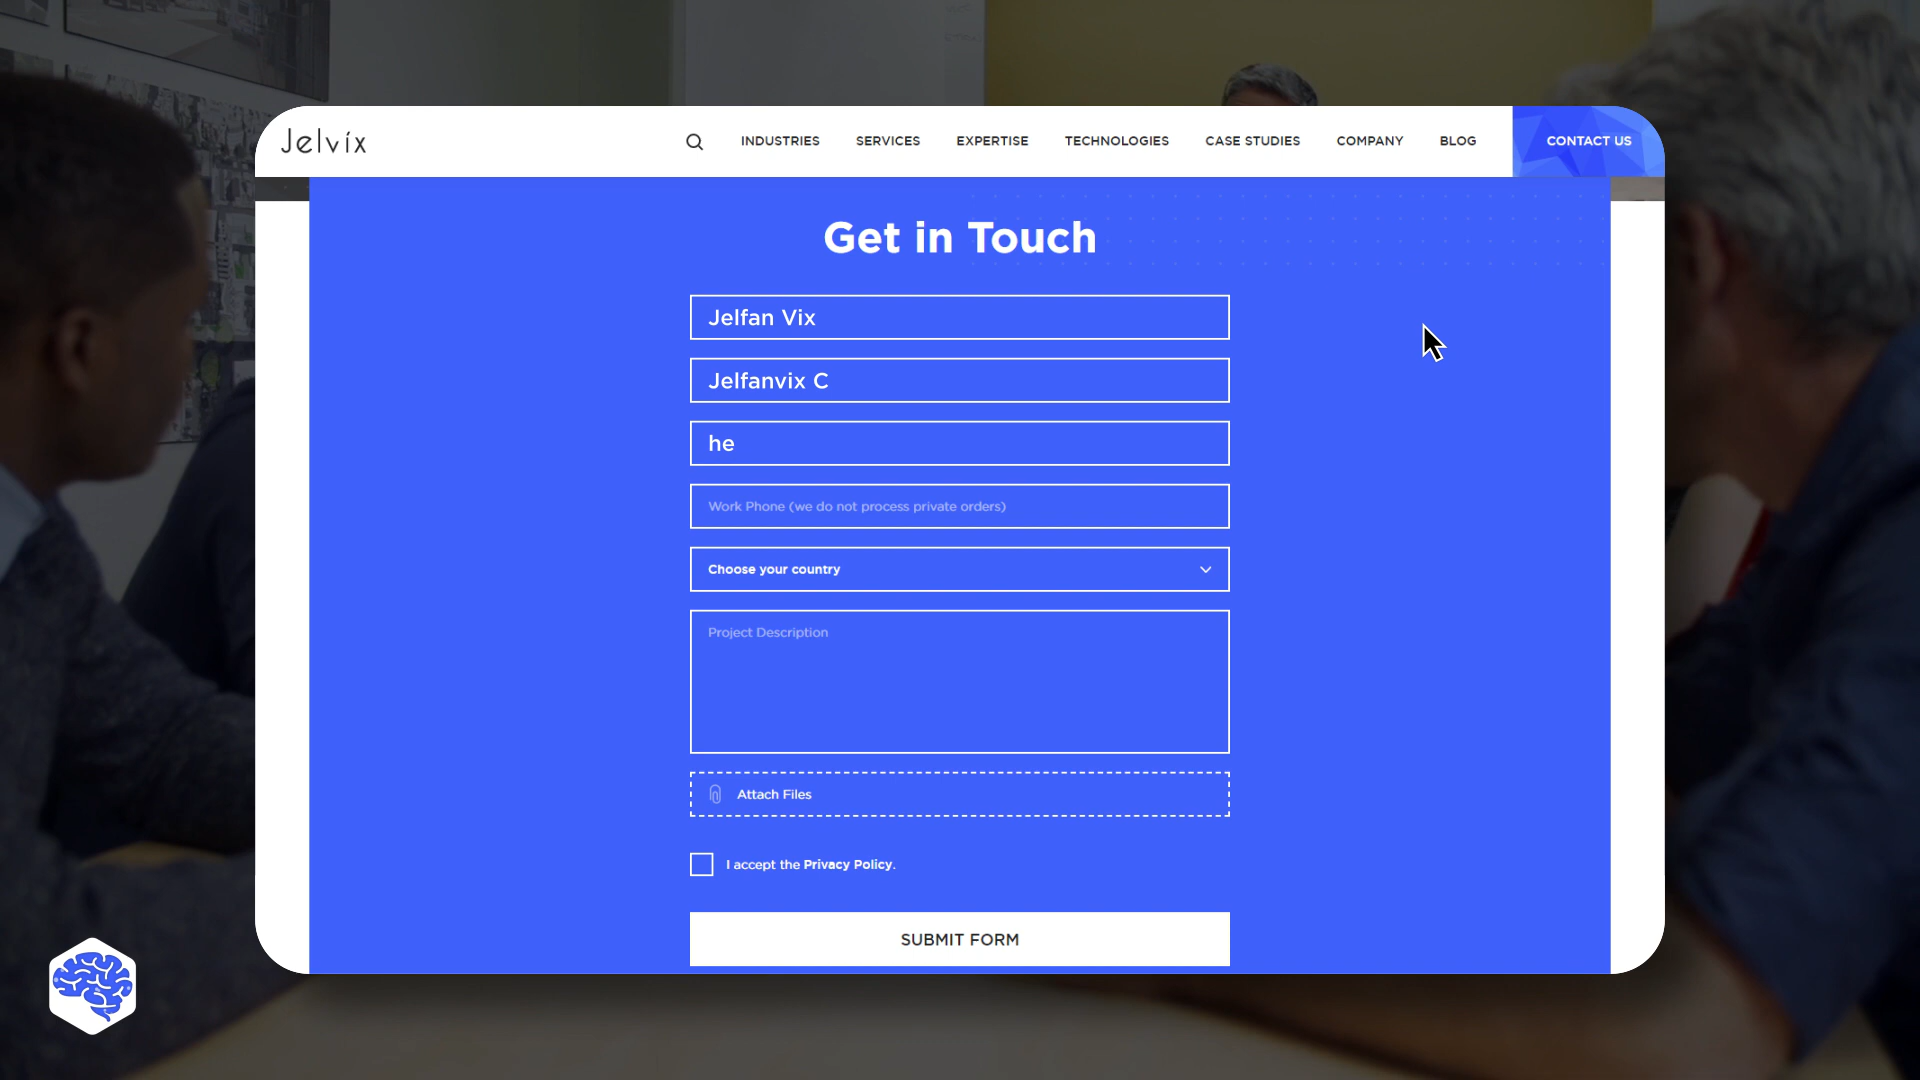 Jelvix
INDUSTRIES SERVICES EXPERTISE TECHNOLOGIES CASE STUDIES COMPANY BLOG CONTACT US
Get in Touch
Jelfan Vix
Jelfanvix C
he
Work Phone (we do not process private orders)
Choose your country
Project Description
Attach Files
I accept the Privacy Policy.
SUBMIT FORM